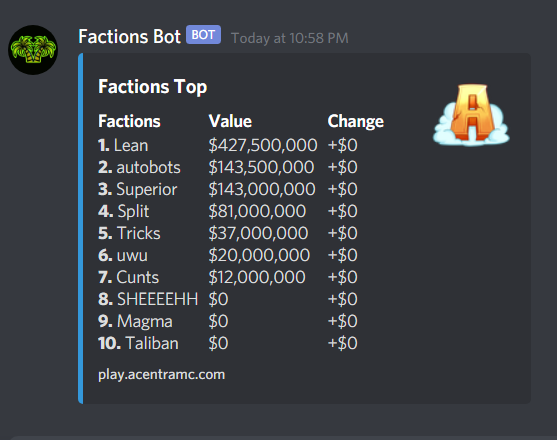 Factions Bot BOT Today at 10:58 PM
Factions Top
Factions Value Change
1. Lean $427,500,000 +$0
2. autobots $143,500,000 +$0
3. Superior $143,000,000 +$0
4. Split $81,000,000 +$0
5. Tricks $37,000,000 +$0
6. uwu $20,000,000 +$0
7. Cunts $12,000,000 +$0
8. SHEEEEHH $0 +$0
9. Magma $0 +$0
10. Taliban $0 +$0
play.acentramc.com
A